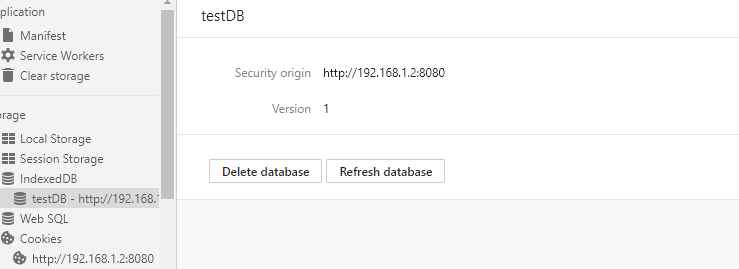 plication
Manifest
Service Workers
Clear storage
orage
Local Storage
Session Storage
IndexedDB
testDB - http://192.168.1
Web SQL
Cookies
http://192.168.1.2:8080
testDB
Security origin http://192.168.1.2:8080
Version 1
Delete database Refresh database